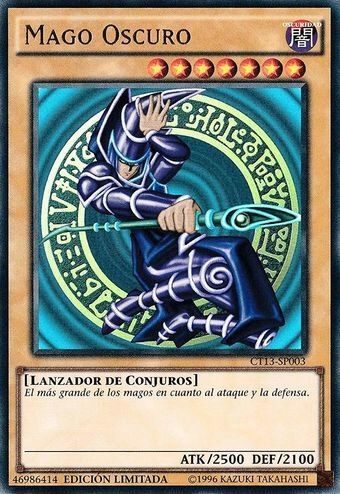 Mago Oscuro
OSCURIDAD
闇
CT13-SP003
[Lanzador de Conjuros]
El más grande de los magos en cuanto al ataque y la defensa.
ATK/2500 DEF/2100
46986414 EDICIÓN LIMITADA ©1996 KAZUKI TAKAHASHI